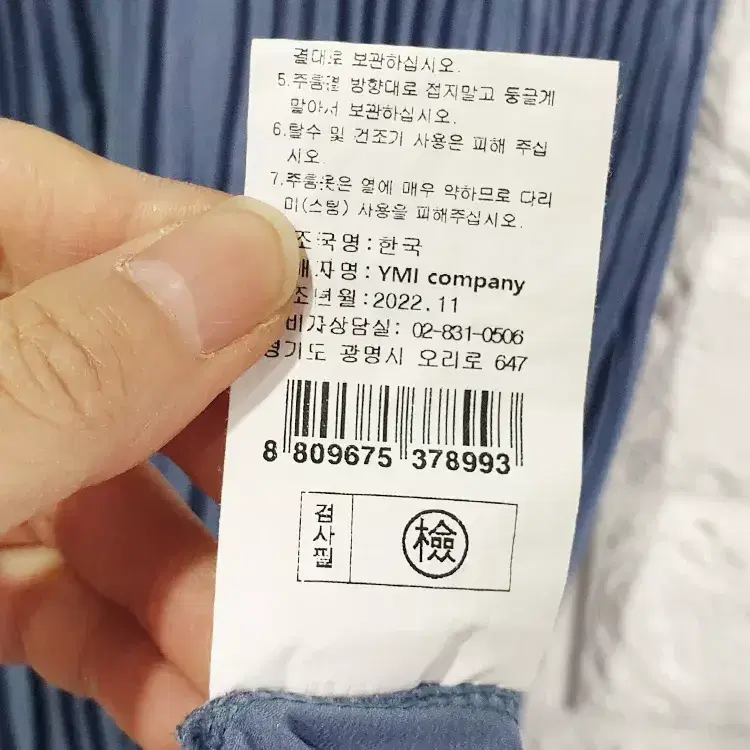 결대로 보관하십시오.
5.주름결 방향대로 접지말고 둥글게
말아서 보관하십시오.
6.탈수 및 건조기 사용은 피해 주십
시오.
7.주름옷은 열에 매우 약하므로 다리
미(스팀) 사용을 피해주십시오.
조국명:한국
매자명:YMI company
조년월:2022.11
비자상담실: 02-831-0506
경기도 광명시 오리로 647
8 809675 378993
검사필
檢